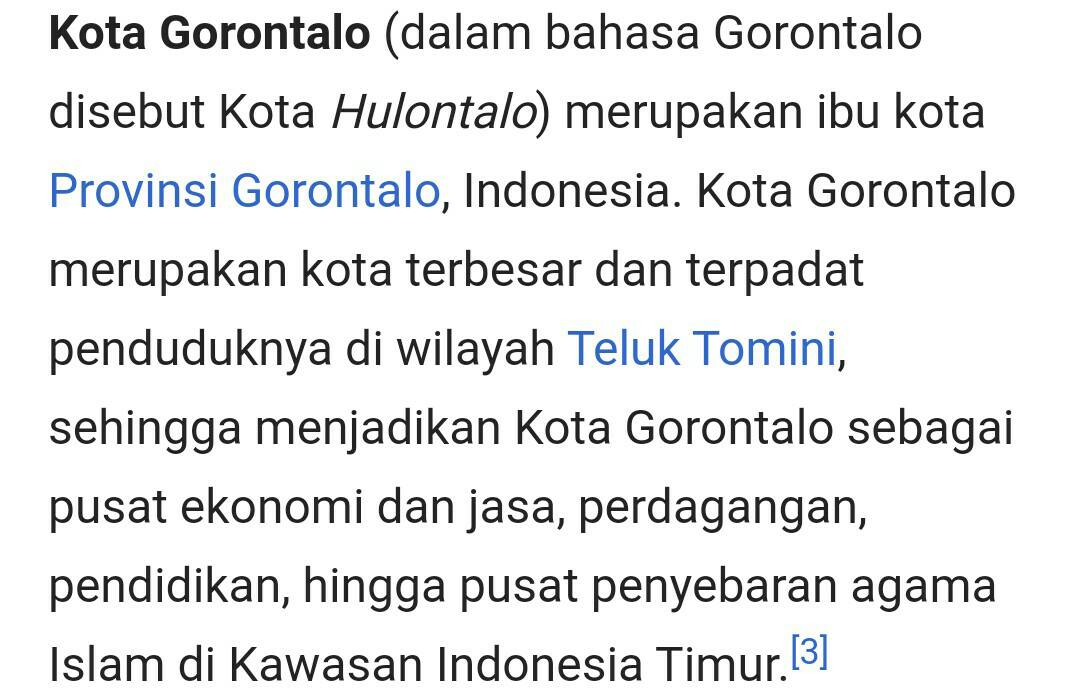 Kota Gorontalo (dalam bahasa Gorontalo
disebut Kota Hulontalo) merupakan ibu kota
Provinsi Gorontalo, Indonesia. Kota Gorontalo
merupakan kota terbesar dan terpadat
penduduknya di wilayah Teluk Tomini,
sehingga menjadikan Kota Gorontalo sebagai
pusat ekonomi dan jasa, perdagangan,
pendidikan, hingga pusat penyebaran agama
Islam di Kawasan Indonesia Timur.[3]